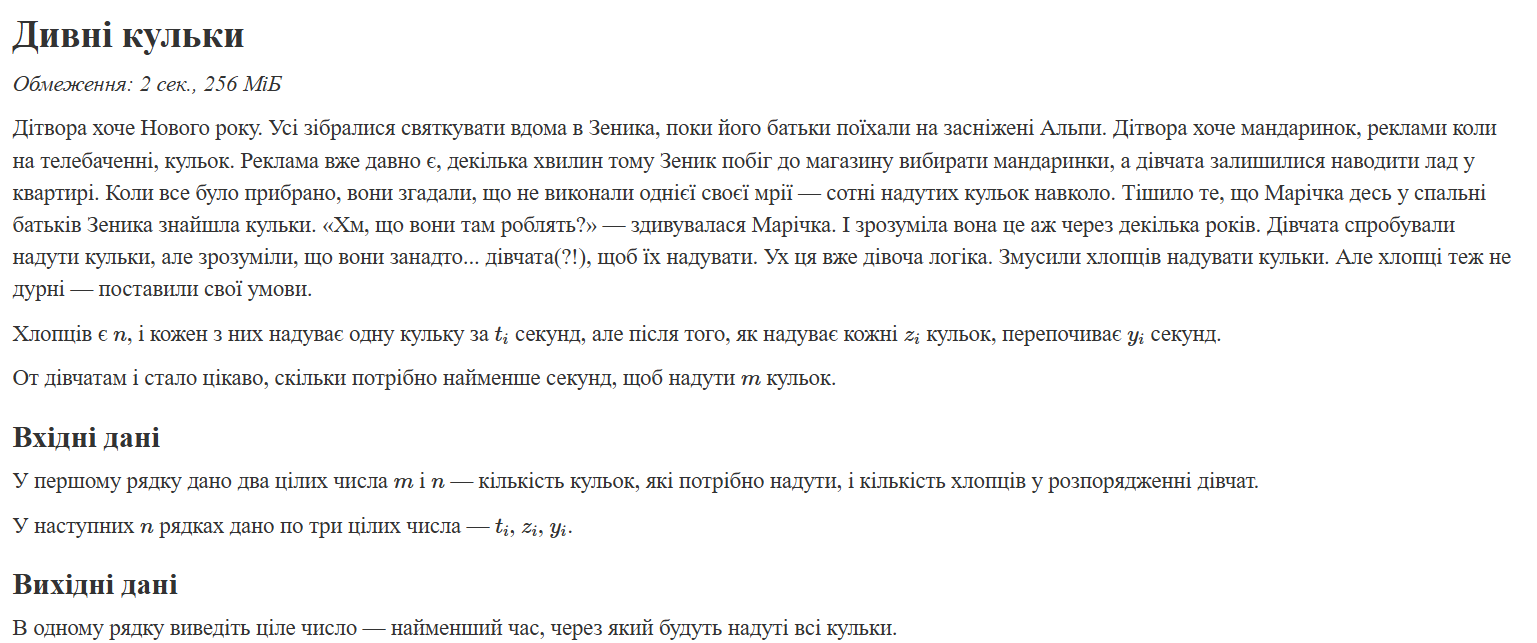 Дивні кульки
Обмеження: 2 сек., 256 МіБ
Дітвора хоче Нового року. Усі зібралися святкувати вдома в Зеника, поки його батьки поїхали на засніжені Альпи. Дітвора хоче мандаринок, реклами коли
на телебаченні, кульок. Реклама вже давно є, декілька хвилин тому Зеник побіг до магазину вибирати мандаринки, а дівчата залишилися наводити лад у
квартирі. Коли все було прибрано, вони згадали, що не виконали однієї своєї мрії — сотні надутих кульок навколо. Тішило те, що Марічка десь у спальні
батьків Зеника знайшла кульки. «Хм, що вони там роблять?» — здивувалася Марічка. І зрозуміла вона це аж через декілька років. Дівчата спробували
надути кульки, але зрозуміли, що вони занадто... дівчата(?!), щоб їх надувати. Ух ця вже дівоча логіка. Змусили хлопців надувати кульки. Але хлопці теж не
дурні — поставили свої умови.
Хлопців є n, і кожен з них надуває одну кульку за tᵢ секунд, але після того, як надуває кожні zᵢ кульок, перепочиває yᵢ секунд.
От дівчатам і стало цікаво, скільки потрібно найменше секунд, щоб надути m кульок.
Вхідні дані
У першому рядку дано два цілих числа m і n — кількість кульок, які потрібно надути, і кількість хлопців у розпорядженні дівчат.
У наступних n рядках дано по три цілих числа — tᵢ, zᵢ, yᵢ.
Вихідні дані
В одному рядку виведіть ціле число — найменший час, через який будуть надуті всі кульки.